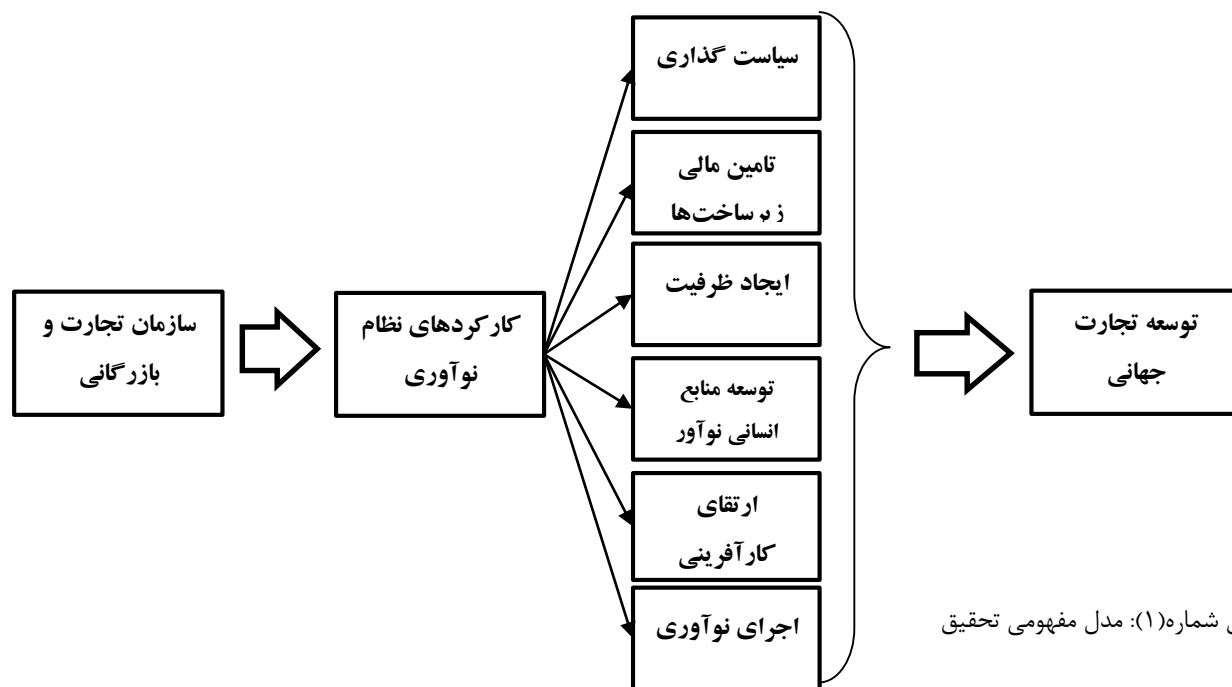 سیاست گذاری
تامین مالی
زیرساخت‌ها
ایجاد ظرفیت
توسعه منابع
انسانی نوآور
ارتقای
کارآفرینی
اجرای نوآوری
سازمان تجارت و
بازرگانی
کارکردهای نظام
نوآوری
توسعه تجارت
جهانی
شماره(۱): مدل مفهومی تحقیق